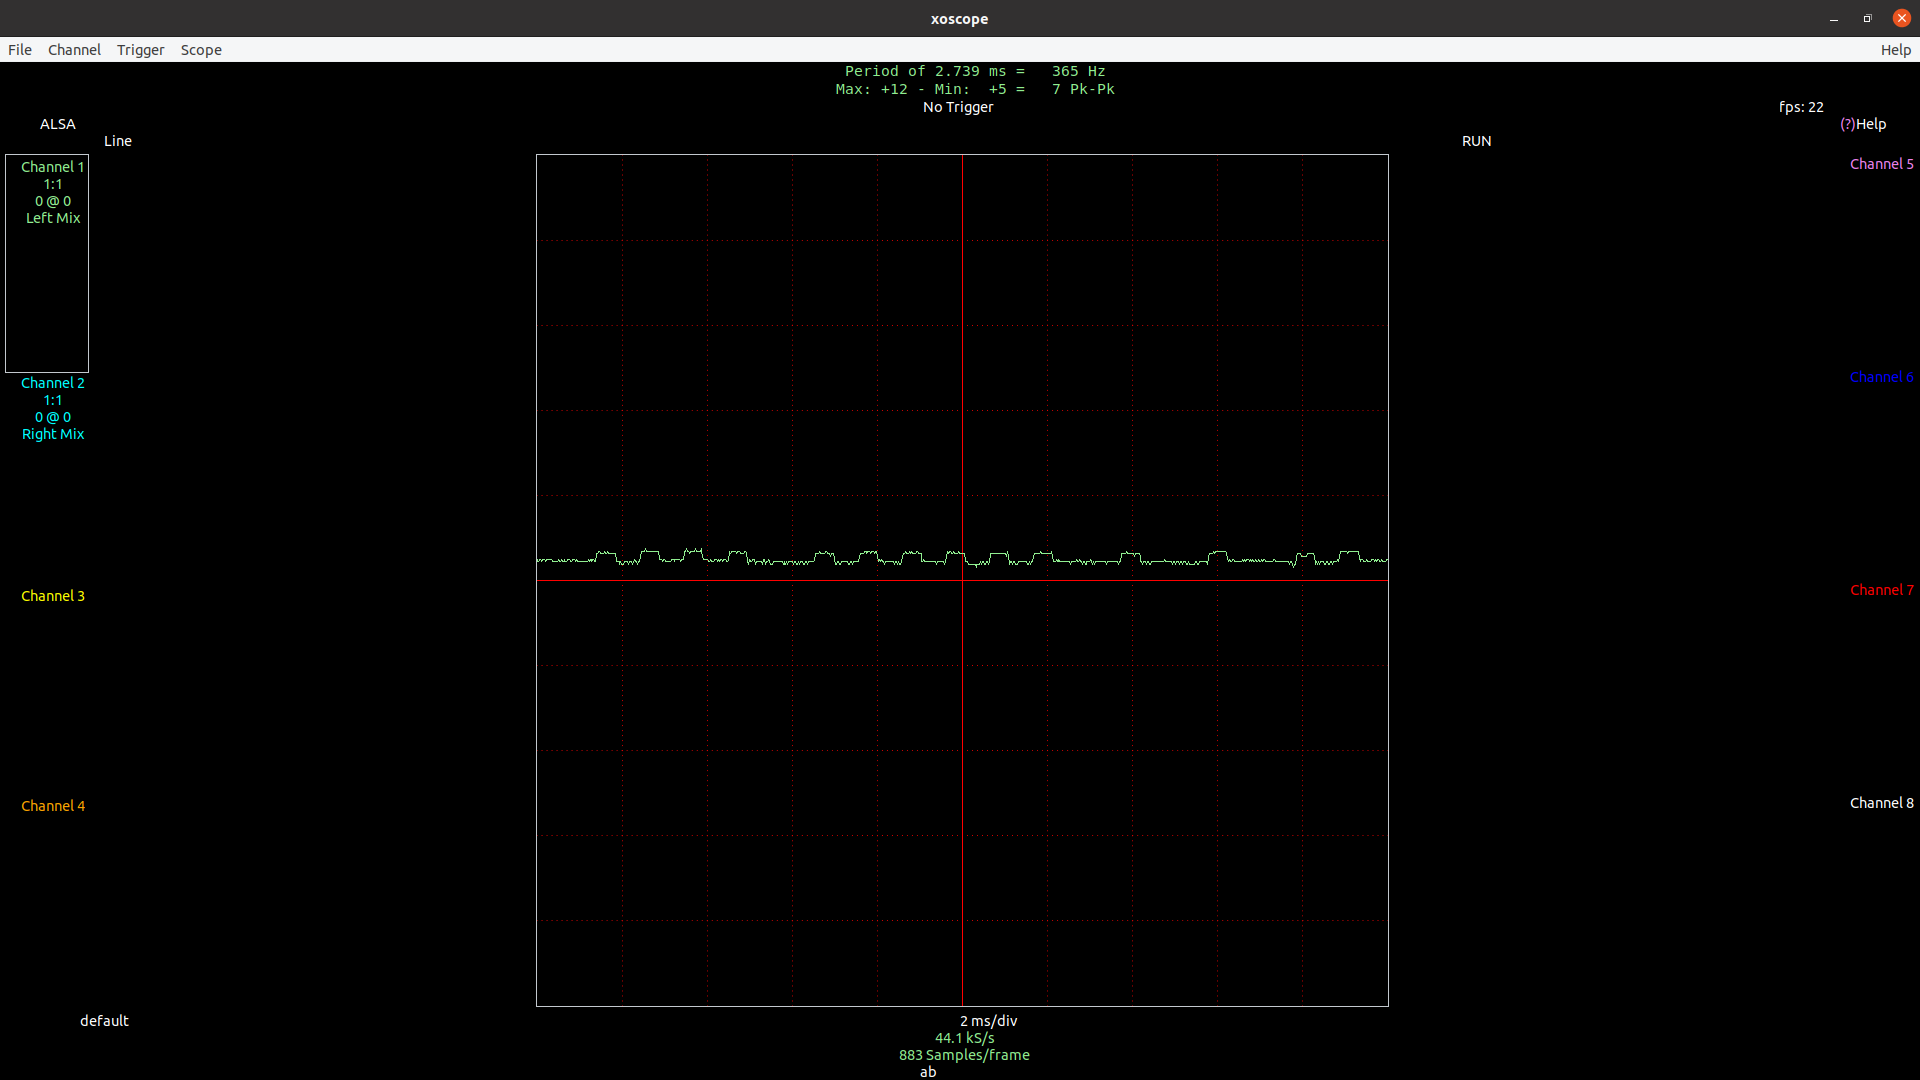 xoscope
File Channel Trigger Scope Help
Period of 2.739 ms =   365 Hz
Max: +12 - Min:  +5 =   7 Pk-Pk
No Trigger
fps: 22
ALSA
(?)Help
Line
RUN
Channel 1
1:1
0 @ 0
Left Mix
Channel 5
Channel 2
1:1
0 @ 0
Right Mix
Channel 6
Channel 3
Channel 7
Channel 4
Channel 8
default
2 ms/div
44.1 kS/s
883 Samples/frame
ab